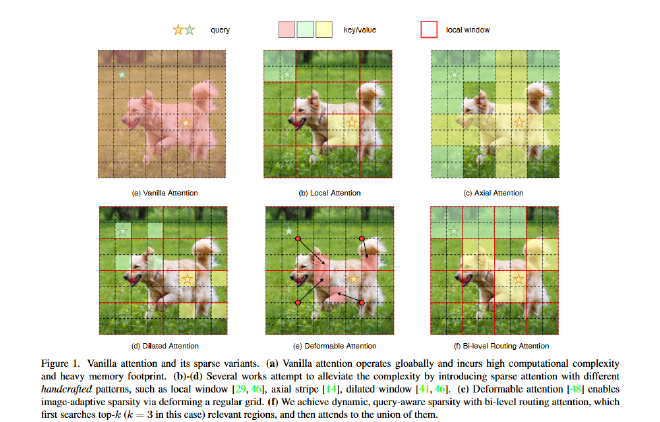 query
key/value
local window
(a) Vanilla Attention
(b) Local Attention
(c) Axial Attention
(d) Dilated Attention
(e) Deformable Attention
(f) Bi-level Routing Attention
Figure 1. Vanilla attention and its sparse variants. (a) Vanilla attention operates gloabally and incurs high computational complexity
and heavy memory footprint. (b)-(d) Several works attempt to alleviate the complexity by introducing sparse attention with different
handcrafted patterns, such as local window [29, 46], axial stripe [14], dilated window [41, 46]. (e) Deformable attention [48] enables
image-adaptive sparsity via deforming a regular grid. (f) We achieve dynamic, query-aware sparsity with bi-level routing attention, which
first searches top-k (k = 3 in this case) relevant regions, and then attends to the union of them.